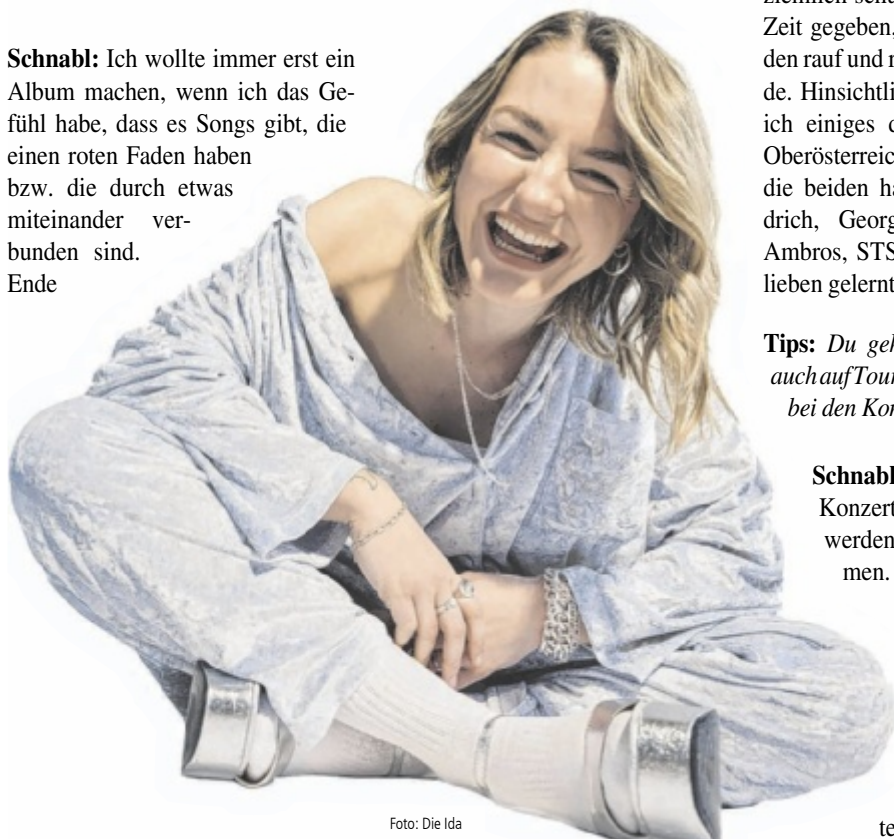 Schnabl: Ich wollte immer erst ein
Album machen, wenn ich das Ge-
fühl habe, dass es Songs gibt, die
einen roten Faden haben
bzw. die durch etwas
miteinander ver-
bunden sind.
Ende
Foto: Die Ida
Zeit gegeben,
den rauf und
de. Hinsichtli
ich einiges
Oberösterreic
die beiden ha
drich, Georg
Ambros, STS
lieben gelernt
Tips: Du geh
auch auf Tour
bei den Kon
Schnabl
Konzert
werden
men.
te